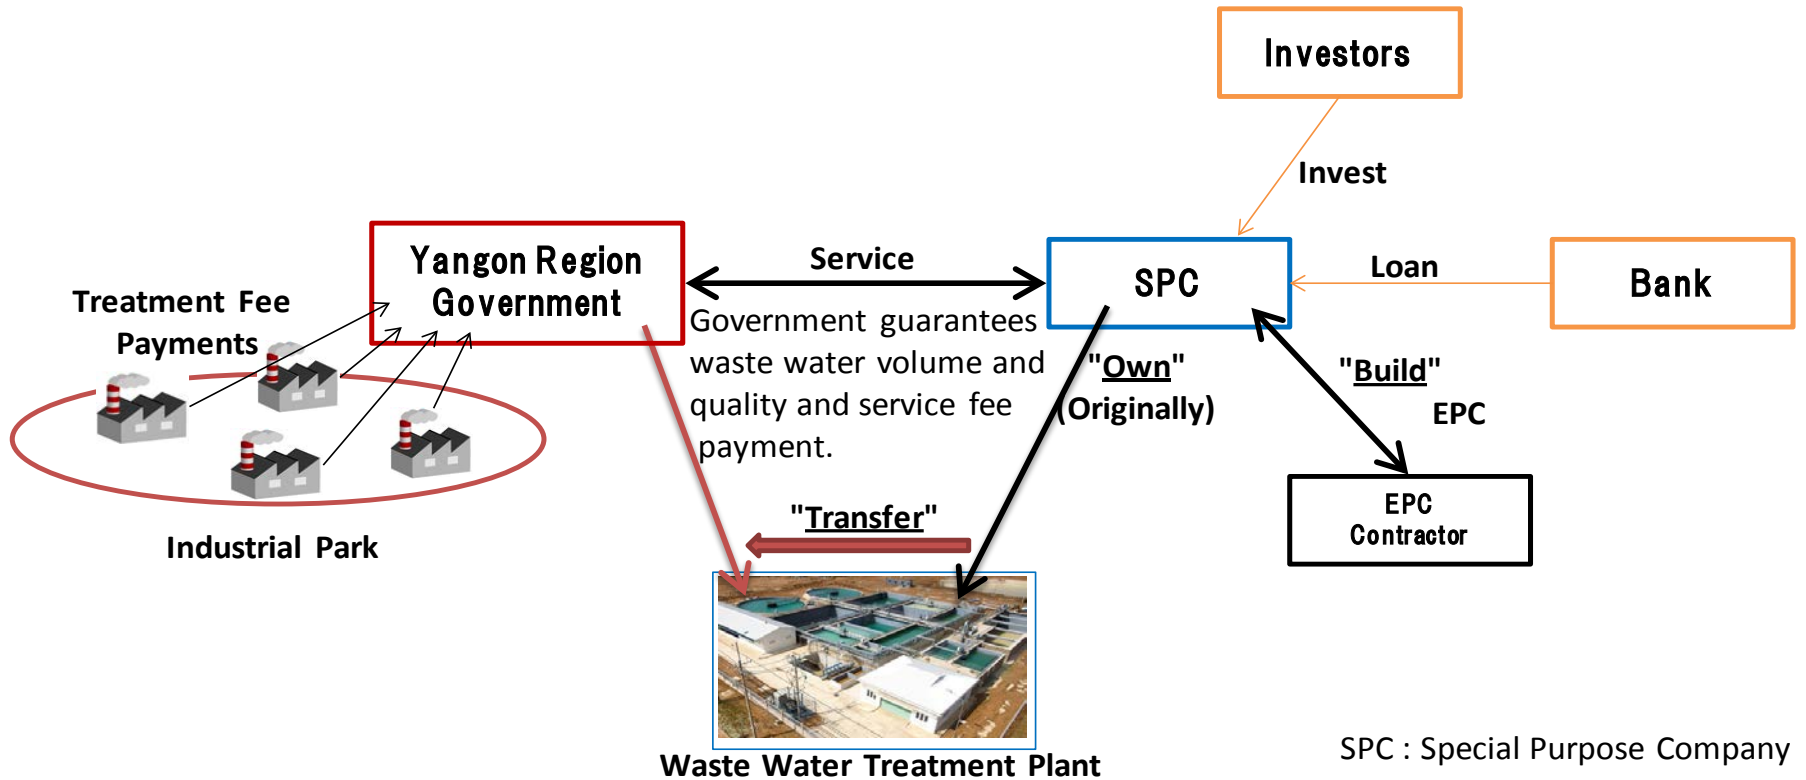 Investors
Invest
Yangon Region
Government
Service
SPC
Loan
Bank
Treatment Fee
Payments
Government guarantees
waste water volume and
quality and service fee
payment.
"Own"
(Originally)
"Build"
EPC
EPC
Contractor
"Transfer"
Industrial Park
Waste Water Treatment Plant
SPC : Special Purpose Company